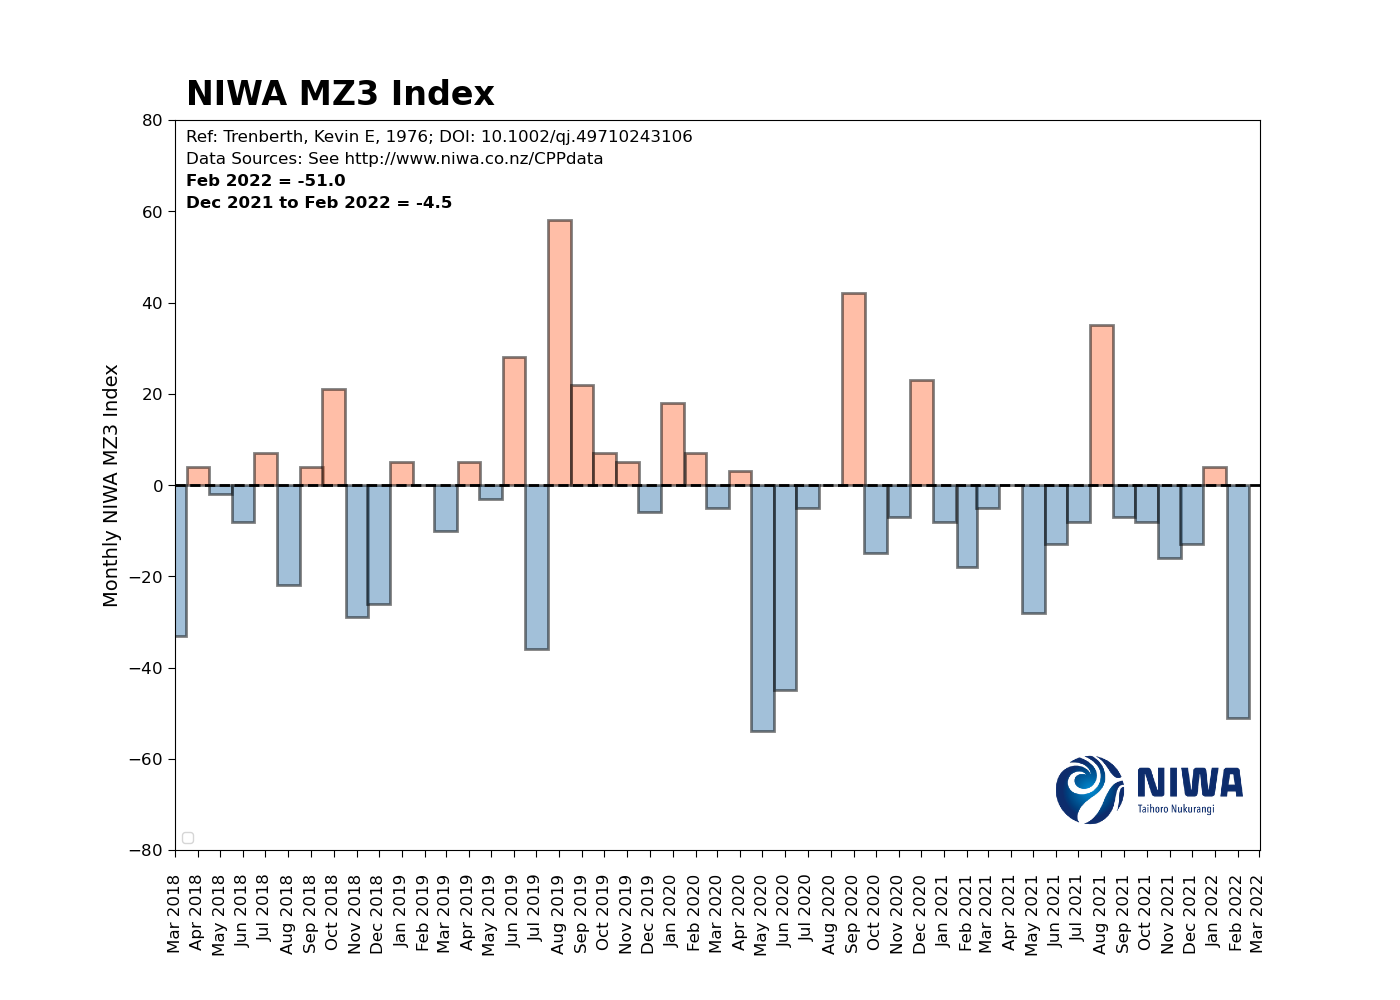 NIWA MZ3 Index
Ref: Trenberth, Kevin E, 1976; DOI: 10.1002/qj.49710243106
Data Sources: See http://www.niwa.co.nz/CPPdata
Feb 2022 = -51.0
Dec 2021 to Feb 2022 = -4.5
Monthly NIWA MZ3 Index
80
60
40
20
0
−20
−40
−60
−80
NIWA
Taihoro Nukurangi
Mar 2018
Apr 2018
May 2018
Jun 2018
Jul 2018
Aug 2018
Sep 2018
Oct 2018
Nov 2018
Dec 2018
Jan 2019
Feb 2019
Mar 2019
Apr 2019
May 2019
Jun 2019
Jul 2019
Aug 2019
Sep 2019
Oct 2019
Nov 2019
Dec 2019
Jan 2020
Feb 2020
Mar 2020
Apr 2020
May 2020
Jun 2020
Jul 2020
Aug 2020
Sep 2020
Oct 2020
Nov 2020
Dec 2020
Jan 2021
Feb 2021
Mar 2021
Apr 2021
May 2021
Jun 2021
Jul 2021
Aug 2021
Sep 2021
Oct 2021
Nov 2021
Dec 2021
Jan 2022
Feb 2022
Mar 2022